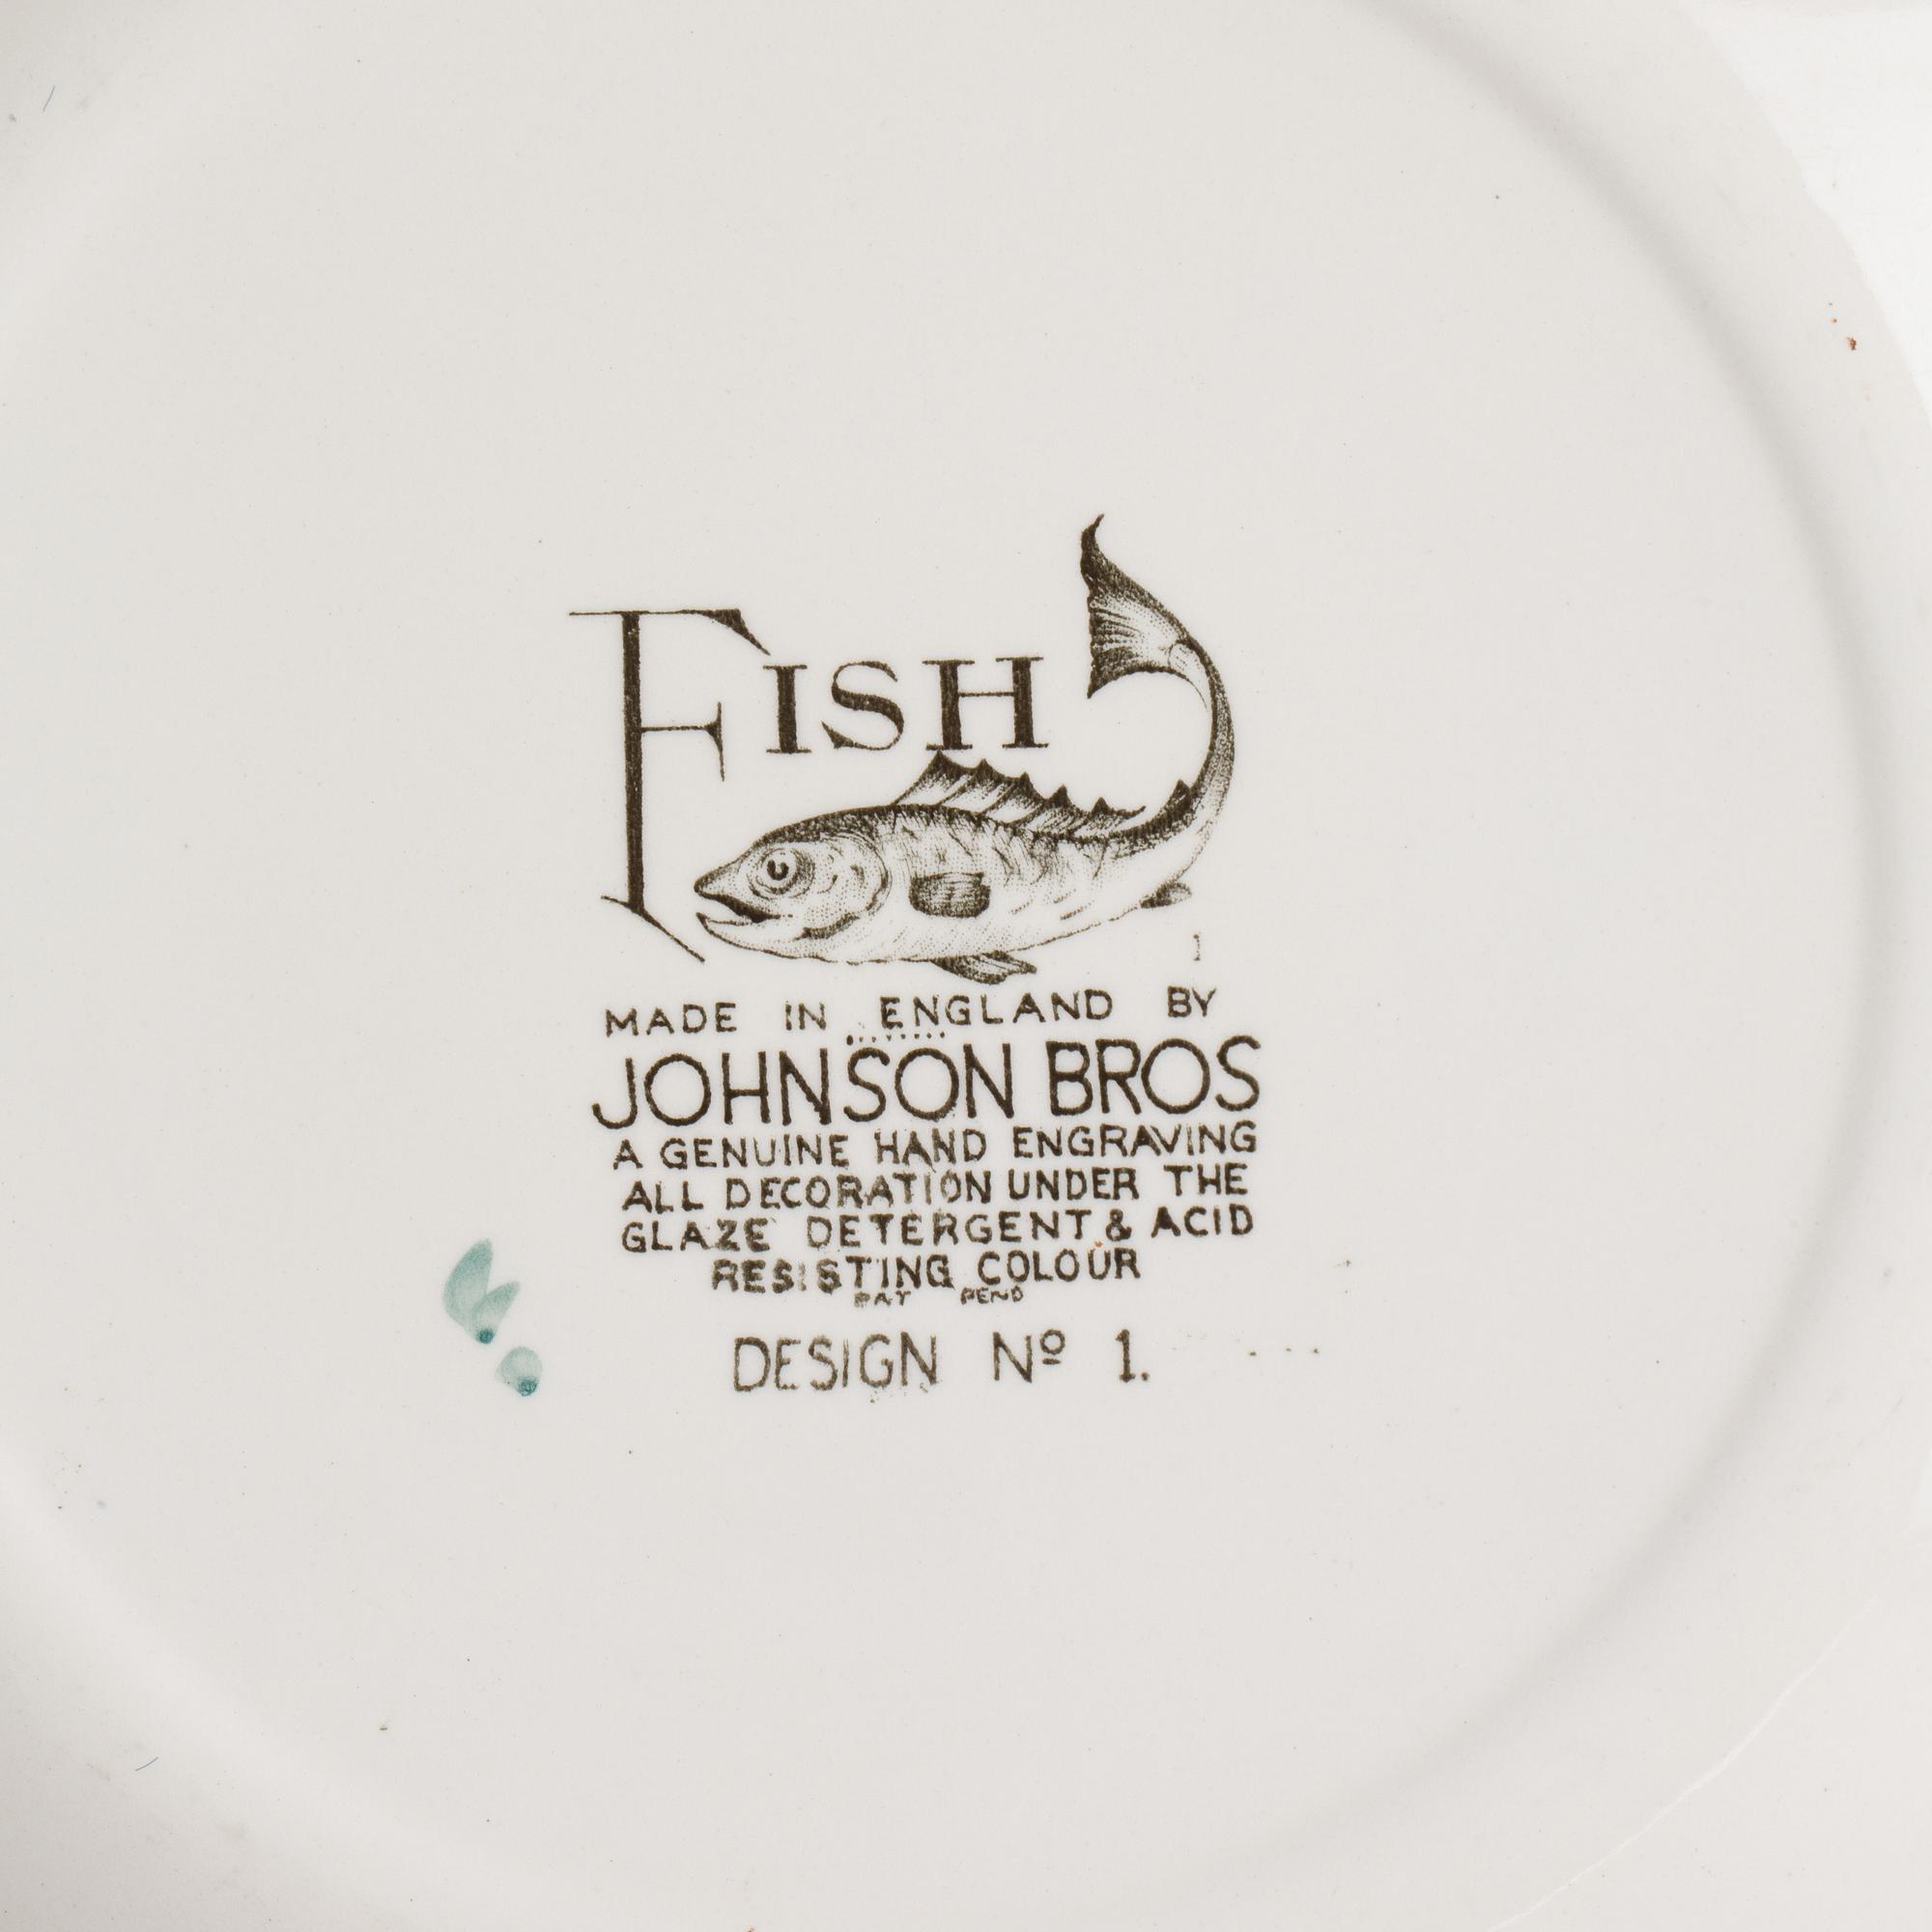 FISH
1
MADE IN ENGLAND BY
JOHNSON BROS
A GENUINE HAND ENGRAVING
ALL DECORATION UNDER THE
GLAZE DETERGENT & ACID
RESISTING COLOUR
PAT PEND
DESIGN Nº 1.